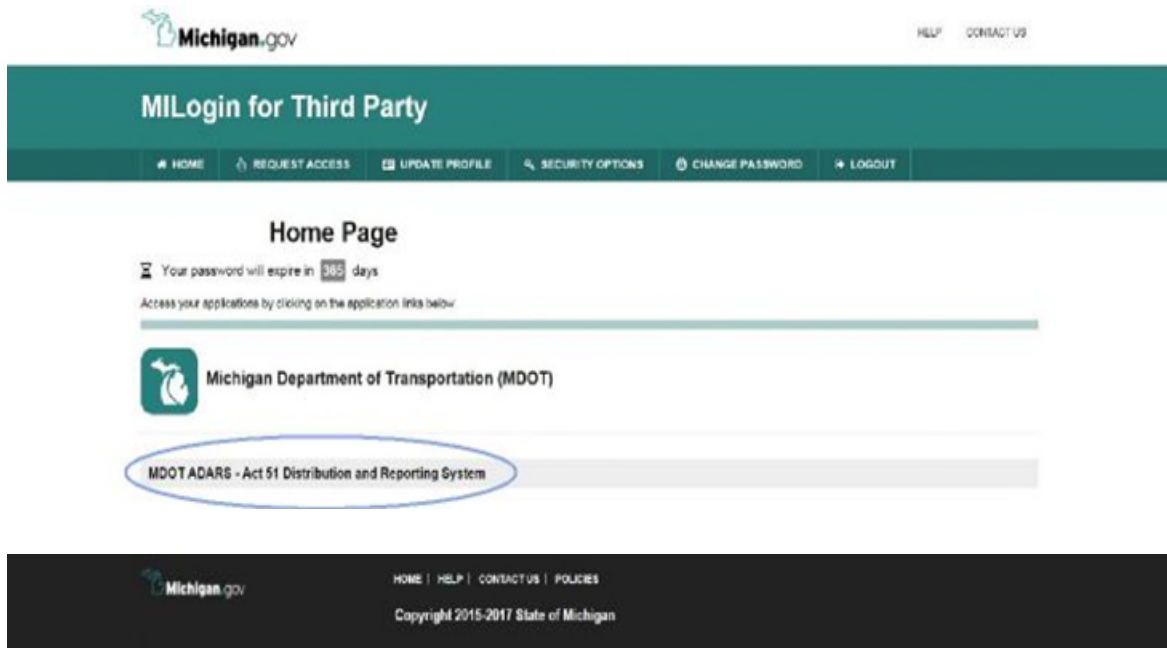 Michigan.gov
HELP CONTACT US
MILogin for Third Party
HOME REQUEST ACCESS UPDATE PROFILE SECURITY OPTIONS CHANGE PASSWORD LOGOUT
Home Page
Your password will expire in 365 days
Access your applications by clicking on the application links below
Michigan Department of Transportation (MDOT)
MDOT ADARS - Act 51 Distribution and Reporting System
Michigan.gov
HOME | HELP | CONTACT US | POLICIES
Copyright 2015-2017 State of Michigan